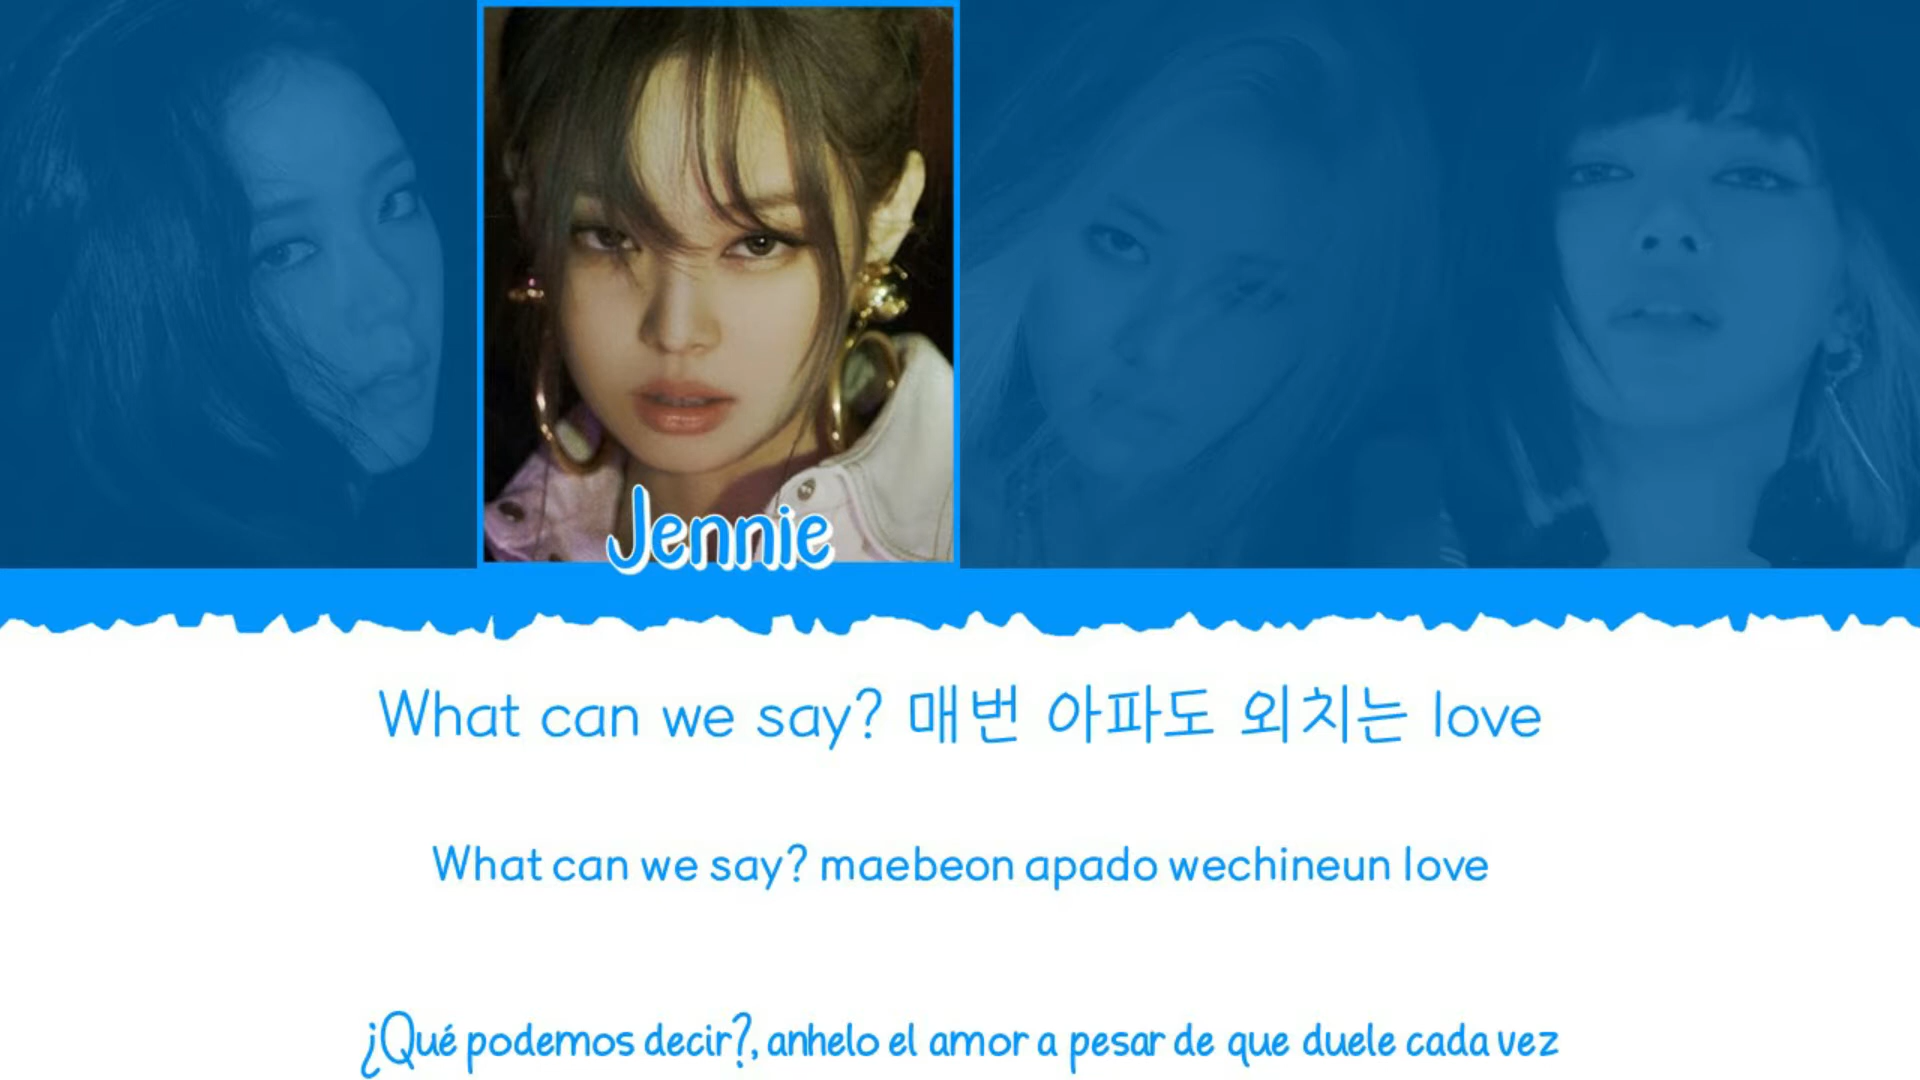 Jennie
What can we say? 매번 아파도 외치는 love
What can we say? maebeon apado wechineun love
¿Qué podemos decir?, anhelo el amor a pesar de que duele cada vez